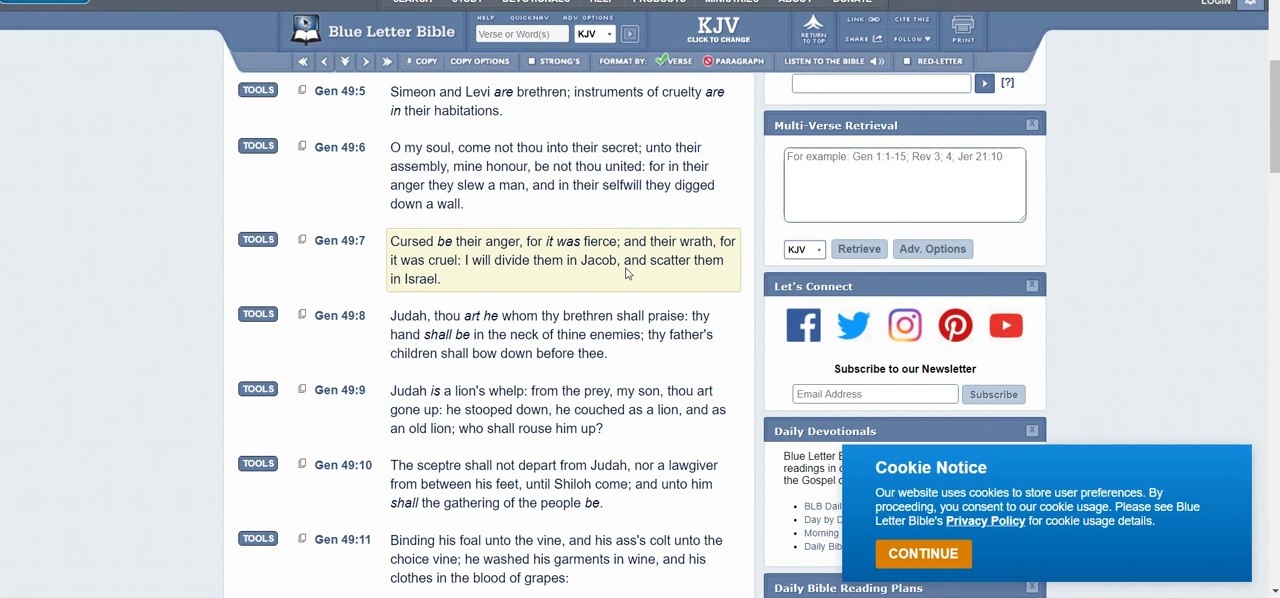 SEARCH STUDY DEVOTIONALS HELP PRODUCTS MINISTRIES ABOUT DONATE
LOGIN
Blue Letter Bible
HELP QUICKNAV ADV OPTIONS
Verse or Word(s) KJV
KJV
CLICK TO CHANGE
RETURN
TO TOP
LINK CITE THIS
SHARE FOLLOW
PRINT
COPY COPY OPTIONS STRONG'S FORMAT BY: VERSE PARAGRAPH LISTEN TO THE BIBLE RED-LETTER
TOOLS Gen 49:5 Simeon and Levi are brethren; instruments of cruelty are
in their habitations.
TOOLS Gen 49:6 O my soul, come not thou into their secret; unto their
assembly, mine honour, be not thou united: for in their
anger they slew a man, and in their selfwill they digged
down a wall.
TOOLS Gen 49:7 Cursed be their anger, for it was fierce; and their wrath, for
it was cruel: I will divide them in Jacob, and scatter them
in Israel.
TOOLS Gen 49:8 Judah, thou art he whom thy brethren shall praise: thy
hand shall be in the neck of thine enemies; thy father's
children shall bow down before thee.
TOOLS Gen 49:9 Judah is a lion's whelp: from the prey, my son, thou art
gone up: he stooped down, he couched as a lion, and as
an old lion; who shall rouse him up?
TOOLS Gen 49:10 The sceptre shall not depart from Judah, nor a lawgiver
from between his feet, until Shiloh come; and unto him
shall the gathering of the people be.
TOOLS Gen 49:11 Binding his foal unto the vine, and his ass's colt unto the
choice vine; he washed his garments in wine, and his
clothes in the blood of grapes:
[?]
Multi-Verse Retrieval X
For example: Gen 1:1-15; Rev 3; 4; Jer 21:10
KJV Retrieve Adv. Options
Let's Connect X
Subscribe to our Newsletter
Email Address Subscribe
Daily Devotionals X
Blue Letter B
readings in
the Gospel
BLB Dail
Day by D
Morning
Daily Bib
Daily Bible Reading Plans X
Cookie Notice
Our website uses cookies to store user preferences. By
proceeding, you consent to our cookie usage. Please see Blue
Letter Bible's Privacy Policy for cookie usage details.
CONTINUE